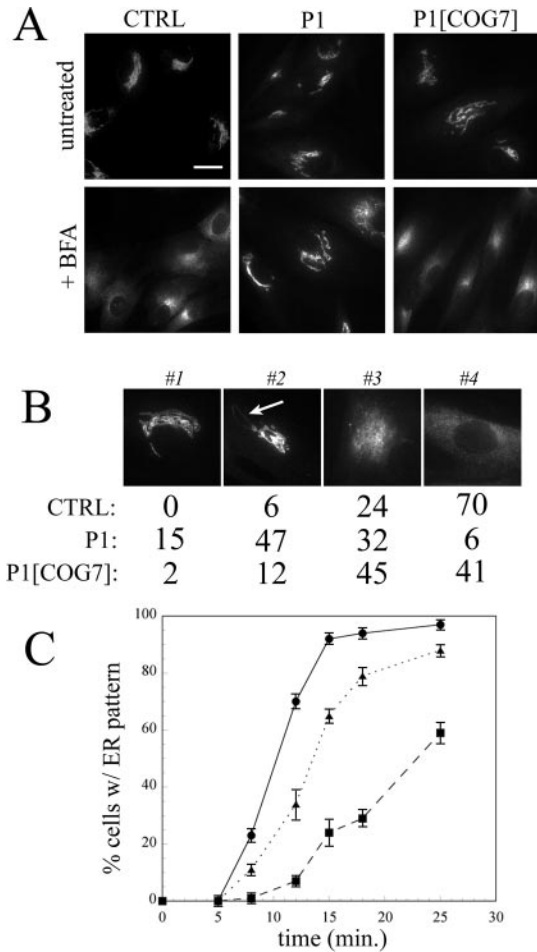 A
CTRL P1 P1[COG7]
untreated
+ BFA
B
#1 #2 #3 #4
CTRL: 0 6 24 70
P1: 15 47 32 6
P1[COG7]: 2 12 45 41
C
100
80
60
40
20
0
% cells w/ ER pattern
0 5 10 15 20 25 30
time (min.)